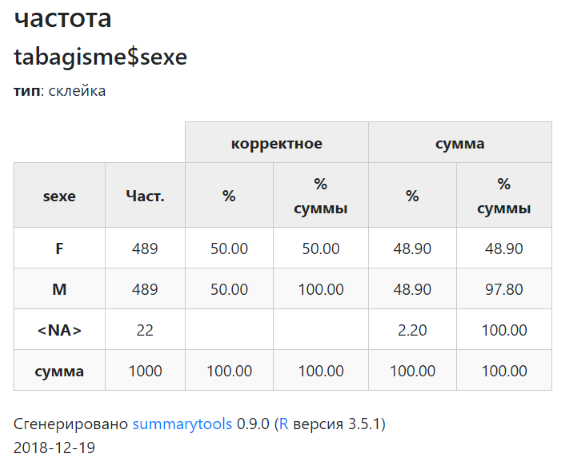 частота
tabagisme$sexe
тип: склейка
корректное сумма
sexe Част. % % суммы % % суммы
F 489 50.00 50.00 48.90 48.90
M 489 50.00 100.00 48.90 97.80
<NA> 22 2.20 100.00
сумма 1000 100.00 100.00 100.00 100.00
Сгенерировано summarytools 0.9.0 (R версия 3.5.1)
2018-12-19